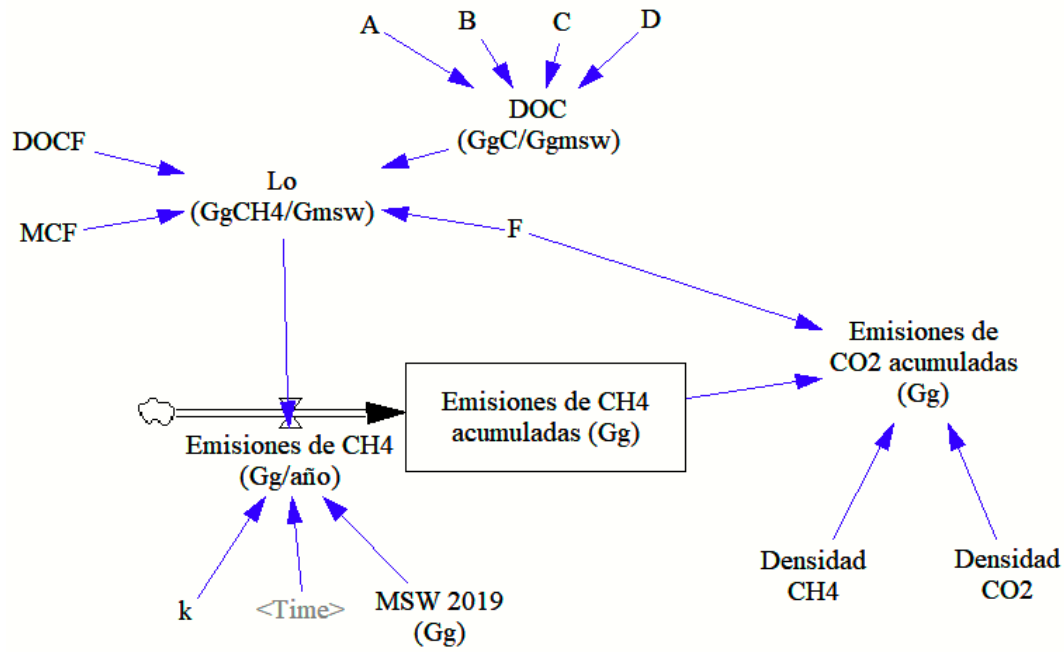 A
B
C
D
DOC
(GgC/Ggmsw)
DOCF
Lo
(GgCH4/Gmsw)
MCF
F
Emisiones de
CO2 acumuladas
(Gg)
Emisiones de CH4
acumuladas (Gg)
Emisiones de CH4
(Gg/año)
Densidad
CH4
Densidad
CO2
k
<Time>
MSW 2019
(Gg)